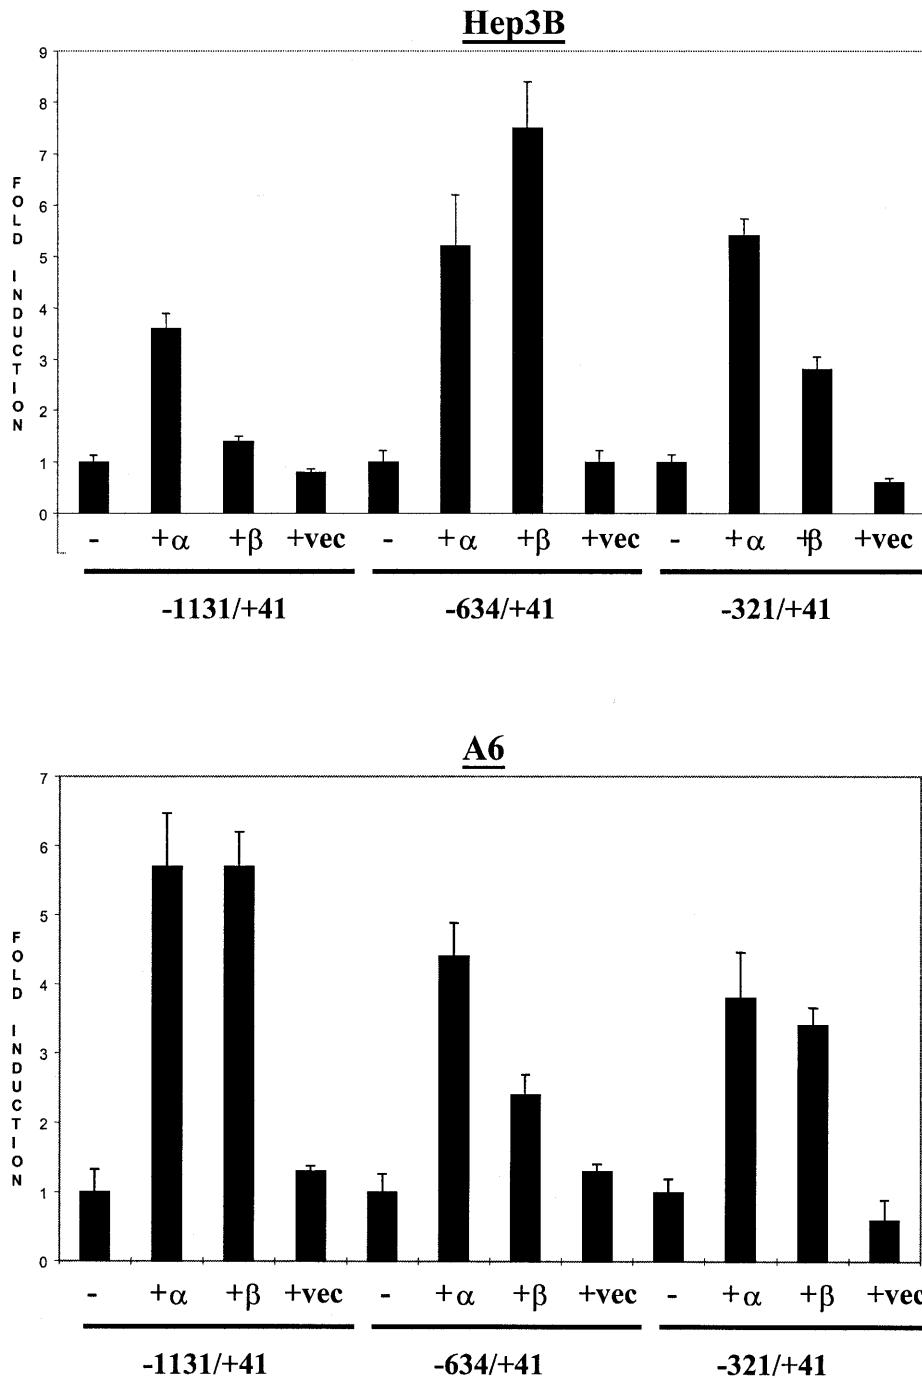 Hep3B
9
8
7
6
5
4
3
2
1
0
FOLD INDUCTION
- +α +β +vec - +α +β +vec - +α +β +vec
-1131/+41 -634/+41 -321/+41
A6
7
6
5
4
3
2
1
0
FOLD INDUCTION
- +α +β +vec - +α +β +vec - +α +β +vec
-1131/+41 -634/+41 -321/+41